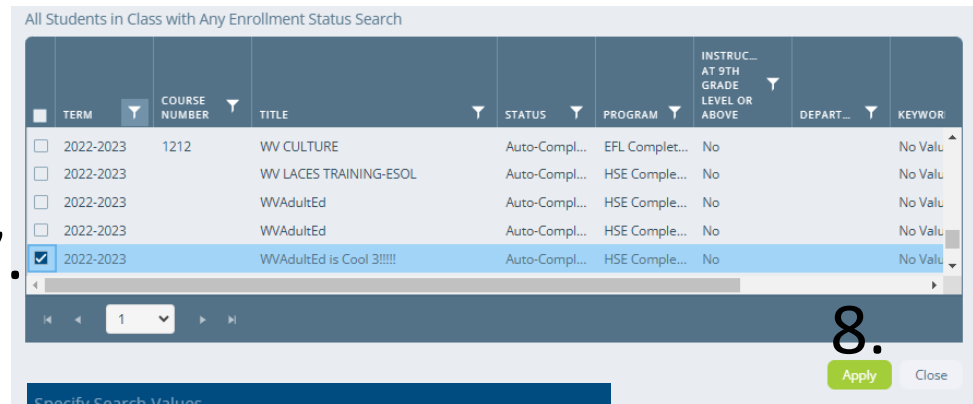 All Students in Class with Any Enrollment Status Search
TERM COURSE NUMBER TITLE STATUS PROGRAM INSTRUC... AT 9TH GRADE LEVEL OR ABOVE DEPART... KEYWOR
2022-2023 1212 WV CULTURE Auto-Compl... EFL Complet... No No Valu
2022-2023 WV LACES TRAINING-ESOL Auto-Compl... HSE Comple... No No Valu
2022-2023 WVAdultEd Auto-Compl... HSE Comple... No No Valu
2022-2023 WVAdultEd Auto-Compl... HSE Comple... No No Valu
2022-2023 WVAdultEd is Cool 3!!!!! Auto-Compl... HSE Comple... No No Valu
1
8.
Apply Close
Specify Search Values